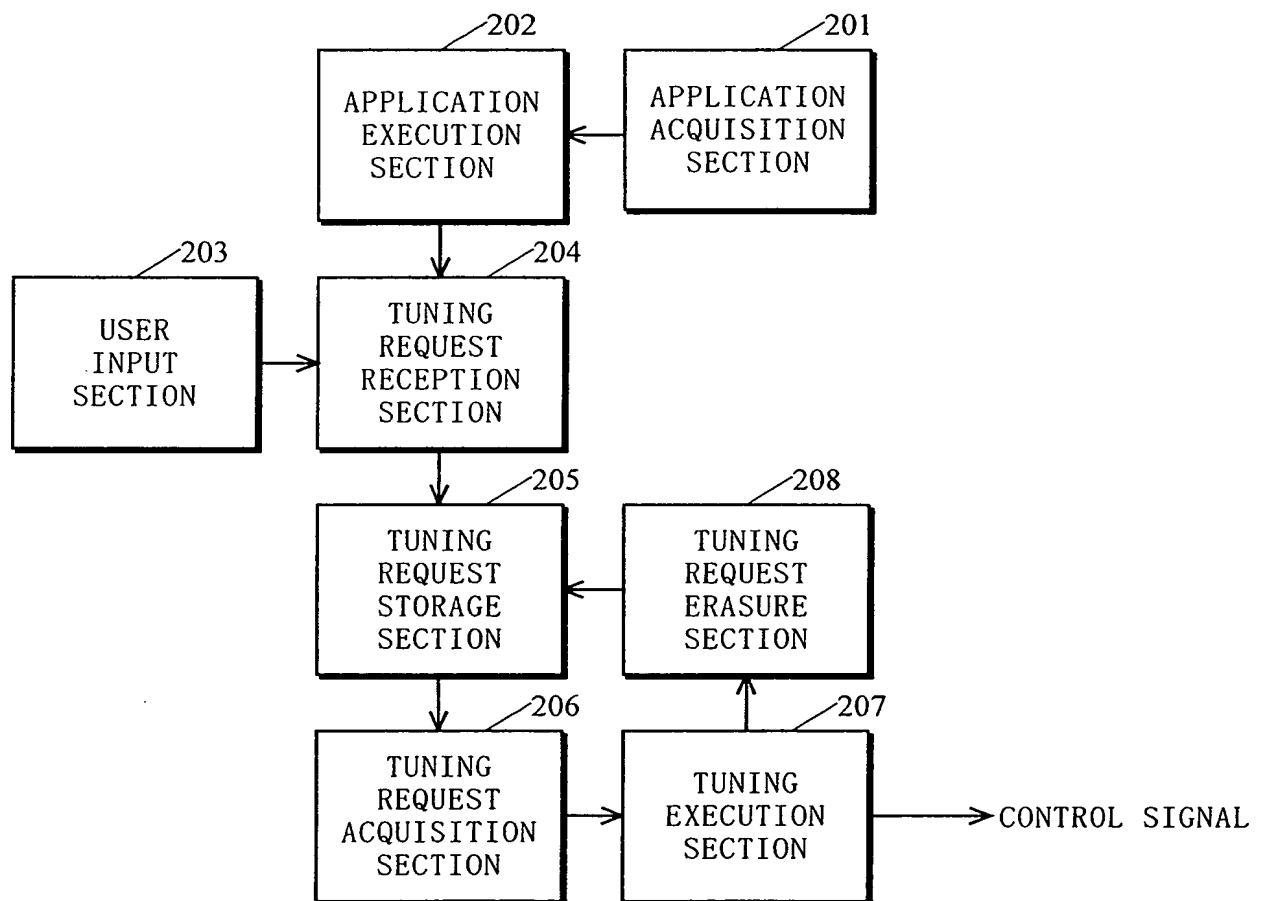 202
201
APPLICATION
EXECUTION
SECTION
APPLICATION
ACQUISITION
SECTION
203
204
USER
INPUT
SECTION
TUNING
REQUEST
RECEPTION
SECTION
205
208
TUNING
REQUEST
STORAGE
SECTION
TUNING
REQUEST
ERASURE
SECTION
206
207
TUNING
REQUEST
ACQUISITION
SECTION
TUNING
EXECUTION
SECTION
CONTROL SIGNAL